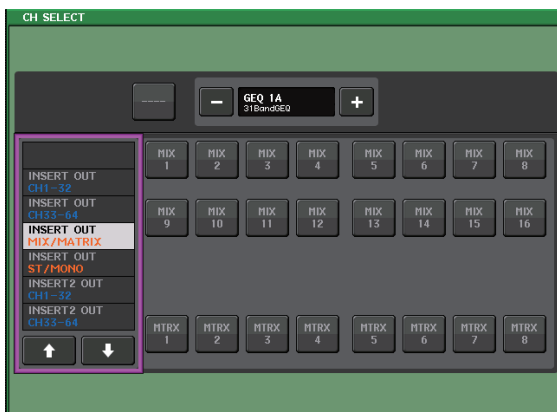 CH SELECT
----
−
GEQ 1A
31BandGEQ
+
INSERT OUT
CH1-32
INSERT OUT
CH33-64
INSERT OUT
MIX/MATRIX
INSERT OUT
ST/MONO
INSERT2 OUT
CH1-32
INSERT2 OUT
CH33-64
MIX 1
MIX 2
MIX 3
MIX 4
MIX 5
MIX 6
MIX 7
MIX 8
MIX 9
MIX 10
MIX 11
MIX 12
MIX 13
MIX 14
MIX 15
MIX 16
MTRX 1
MTRX 2
MTRX 3
MTRX 4
MTRX 5
MTRX 6
MTRX 7
MTRX 8